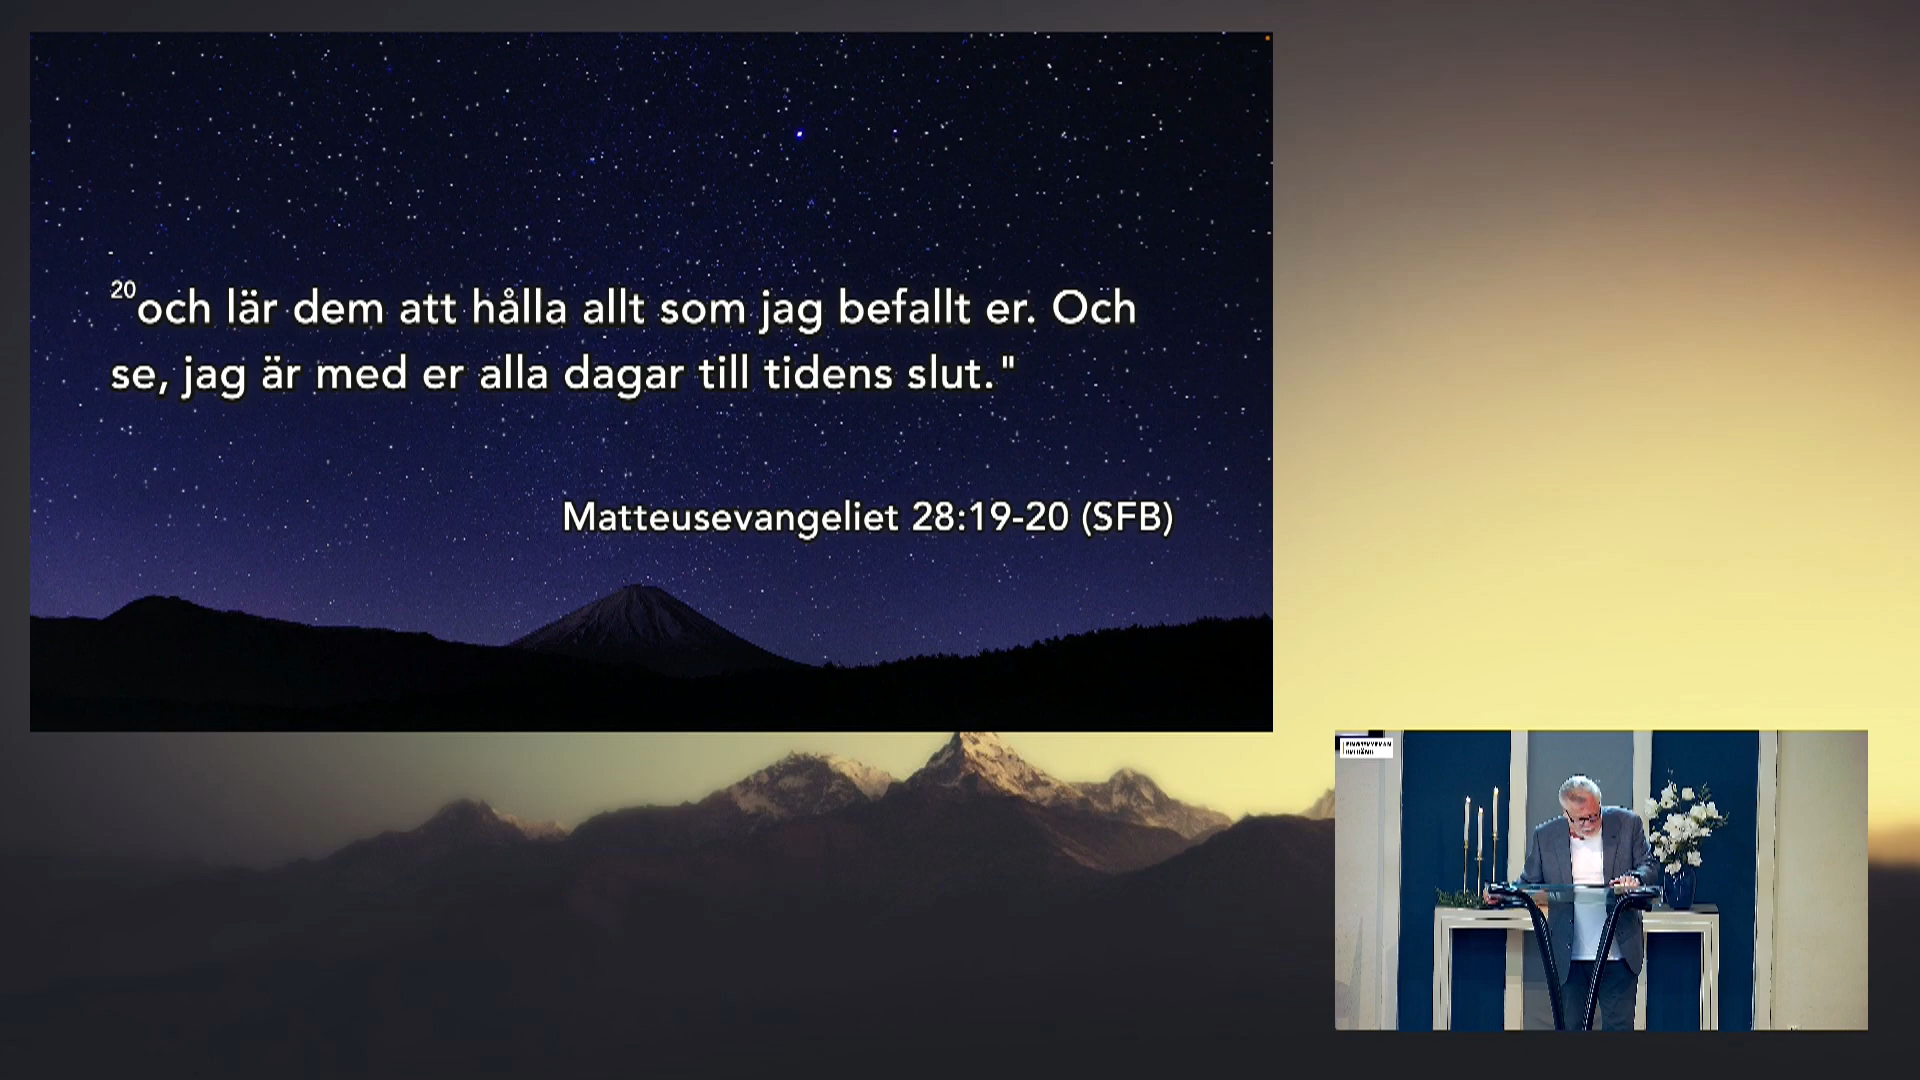 20och lär dem att hålla allt som jag befallt er. Och
se, jag är med er alla dagar till tidens slut."
Matteusevangeliet 28:19-20 (SFB)